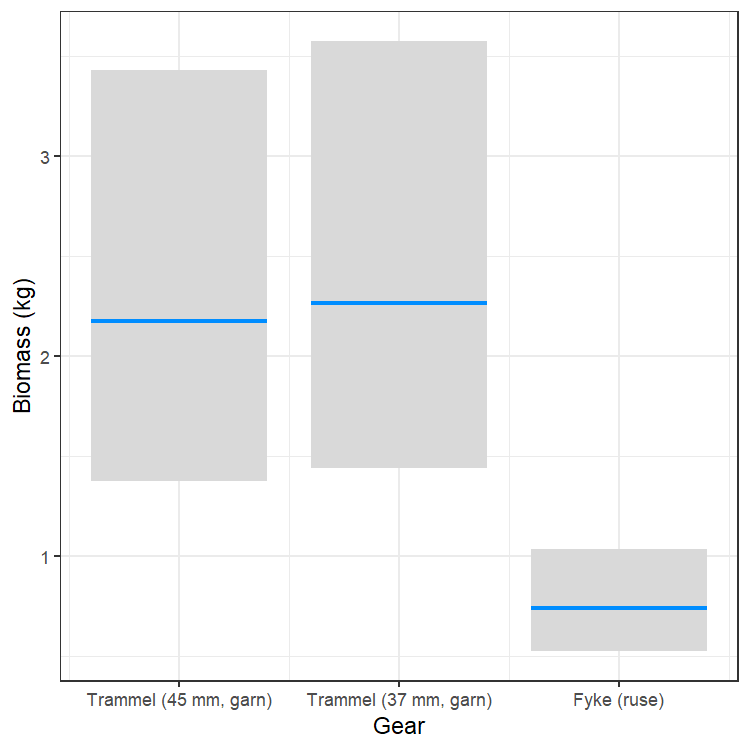 Biomass (kg)
3
2
1
Trammel (45 mm, garn) Trammel (37 mm, garn) Fyke (ruse)
Gear